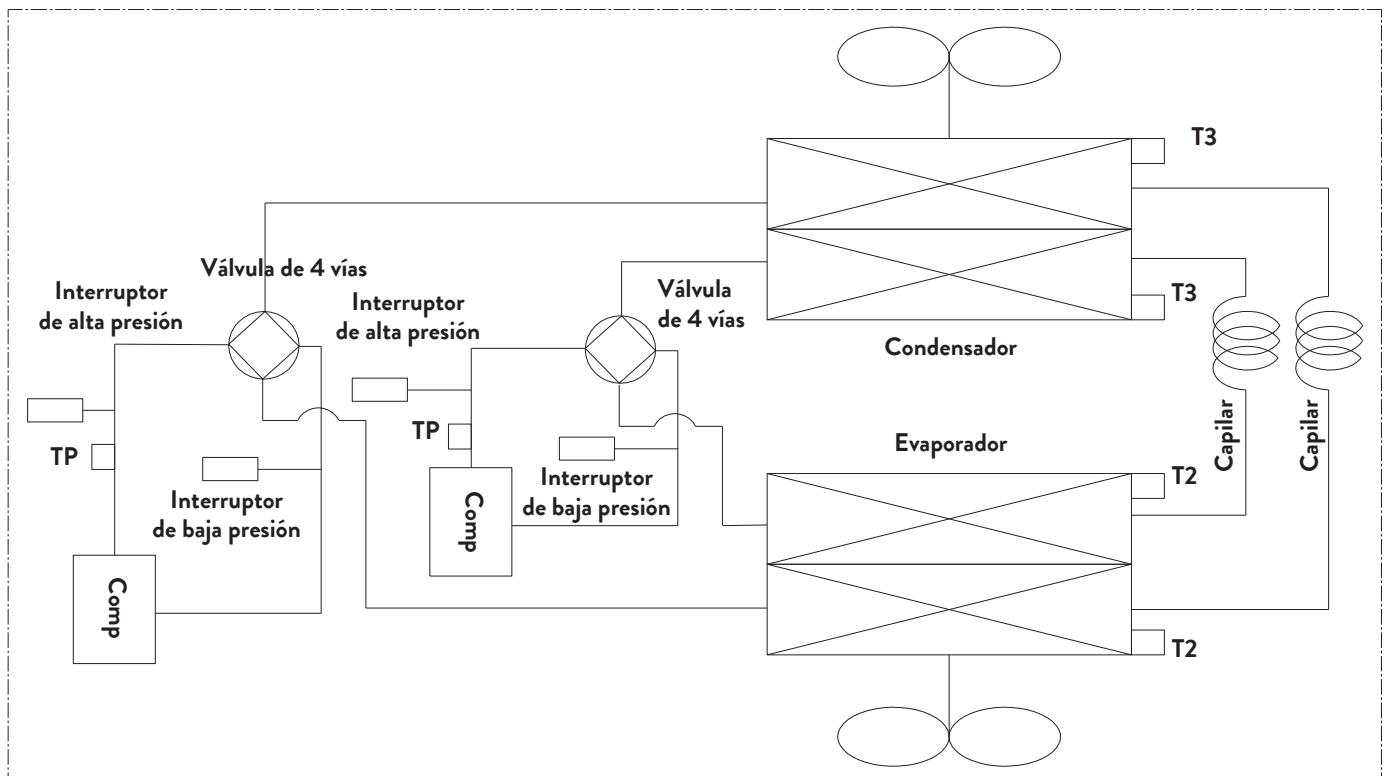 T3
Válvula de 4 vías
Interruptor
de alta presión
Interruptor
de alta presión
Válvula
de 4 vías
T3
Condensador
TP
TP
Evaporador
Capilar
Capilar
T2
Interruptor
de baja presión
Interruptor
de baja presión
Comp
Comp
T2